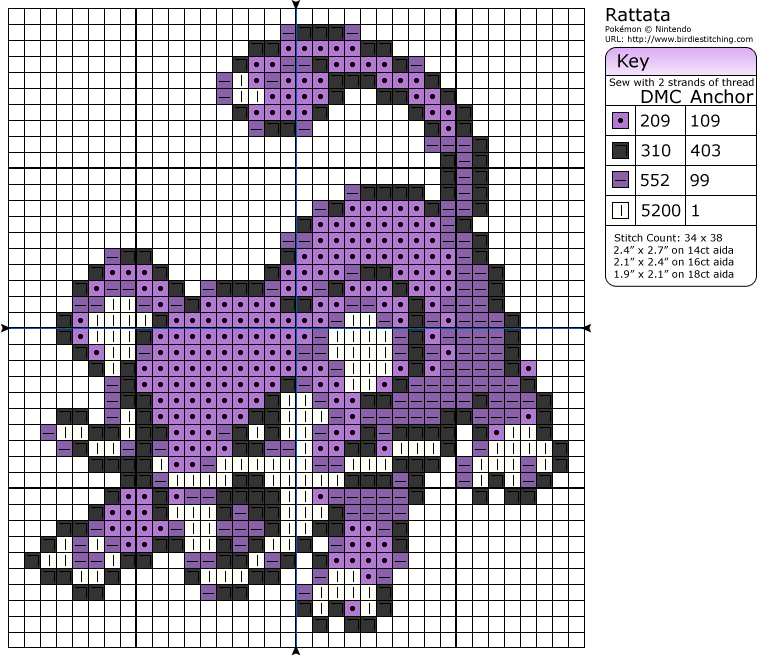 Rattata
Pokémon © Nintendo
URL: http://www.birdiestitching.com
Key
Sew with 2 strands of thread
DMC Anchor
209 109
310 403
552 99
5200 1
Stitch Count: 34 x 38
2.4” x 2.7” on 14ct aida
2.1” x 2.4” on 16ct aida
1.9” x 2.1” on 18ct aida